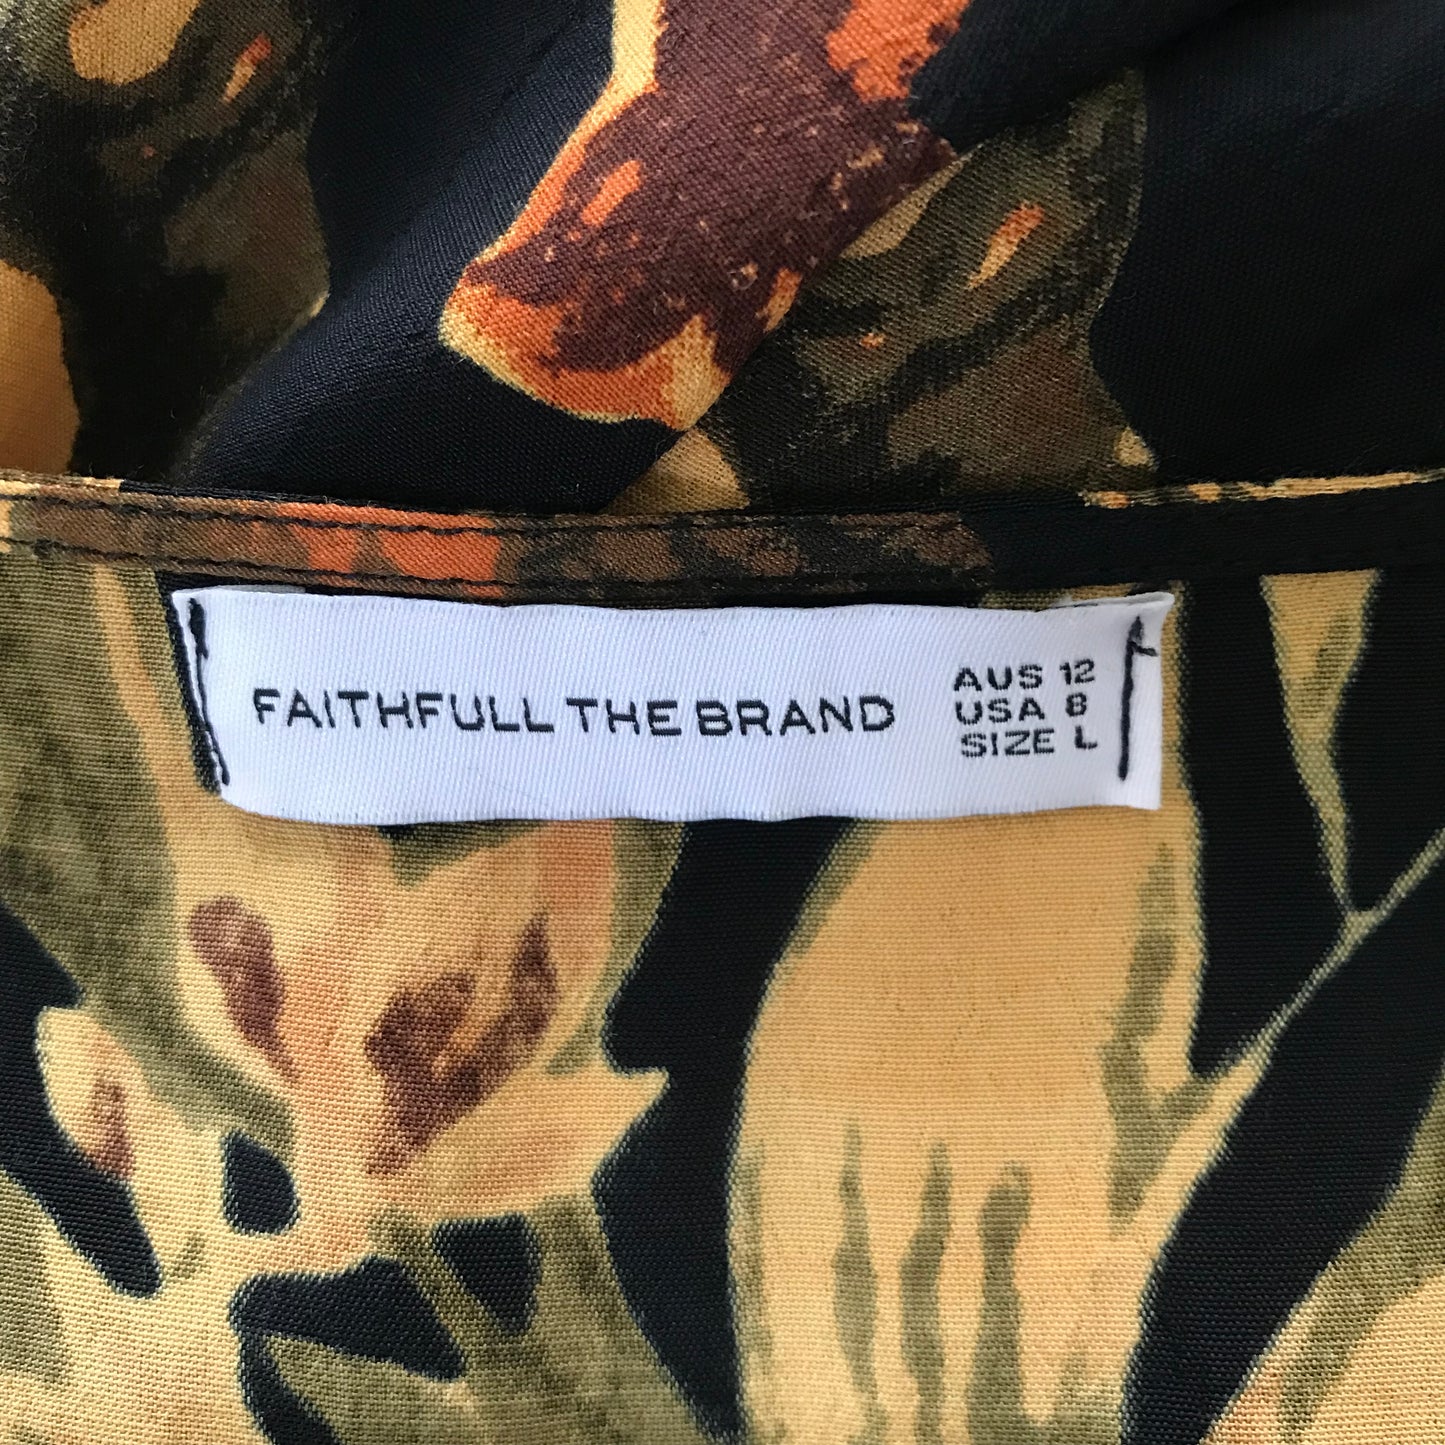 FAITHFULL THE BRAND
AUS 12
USA 8
SIZE L